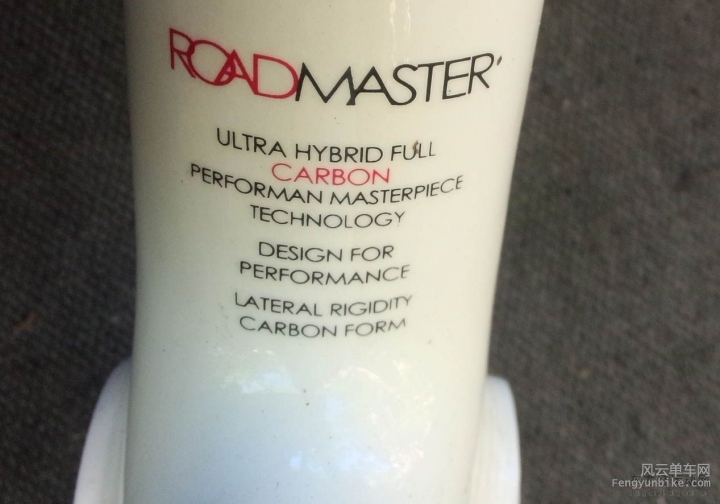 ROADMASTER'
ULTRA HYBRID FULL
CARBON
PERFORMAN MASTERPIECE
TECHNOLOGY
DESIGN FOR
PERFORMANCE
LATERAL RIGIDITY
CARBON FORM
风云单车网
Fengyunbike.com